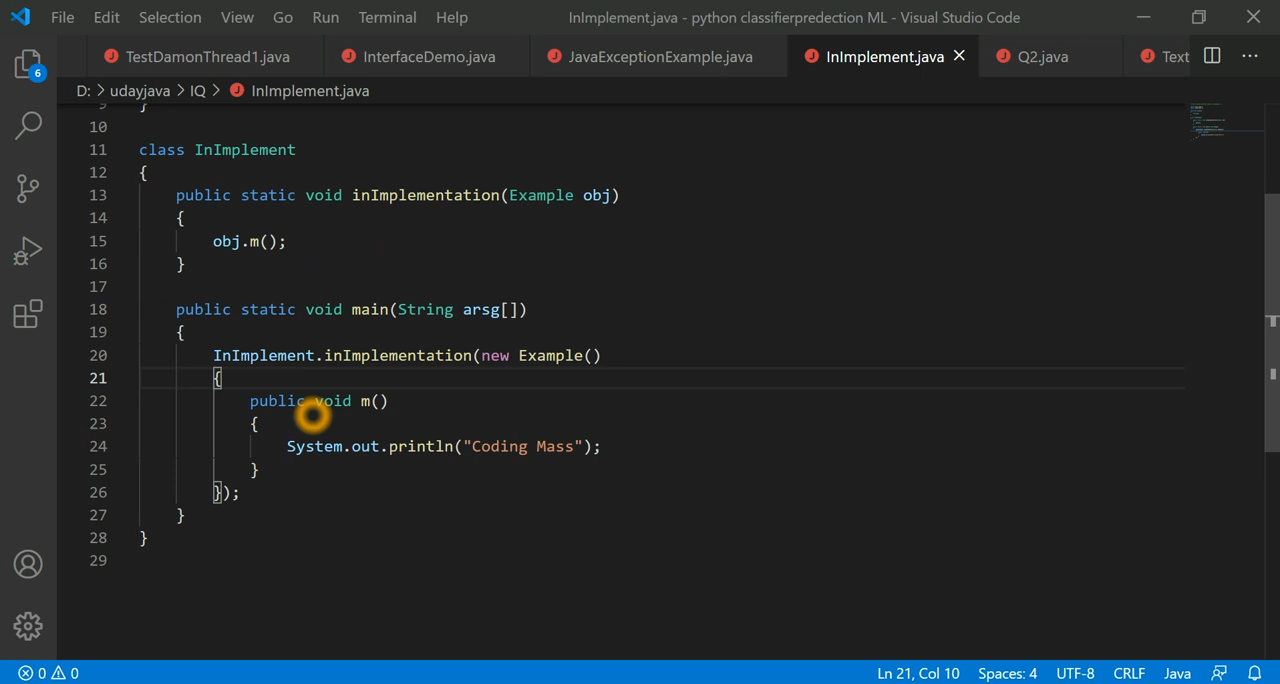 File Edit Selection View Go Run Terminal Help InImplement.java - python classifierpredection ML - Visual Studio Code
TestDamonThread1.java InterfaceDemo.java JavaExceptionExample.java InImplement.java Q2.java Text
6
D: > udayjava > IQ > InImplement.java
9 }
10
11 class InImplement
12 {
13 public static void inImplementation(Example obj)
14 {
15 obj.m();
16 }
17
18 public static void main(String arsg[])
19 {
20 InImplement.inImplementation(new Example()
21 {
22 public void m()
23 {
24 System.out.println("Coding Mass");
25 }
26 });
27 }
28 }
29
0 0 Ln 21, Col 10 Spaces: 4 UTF-8 CRLF Java